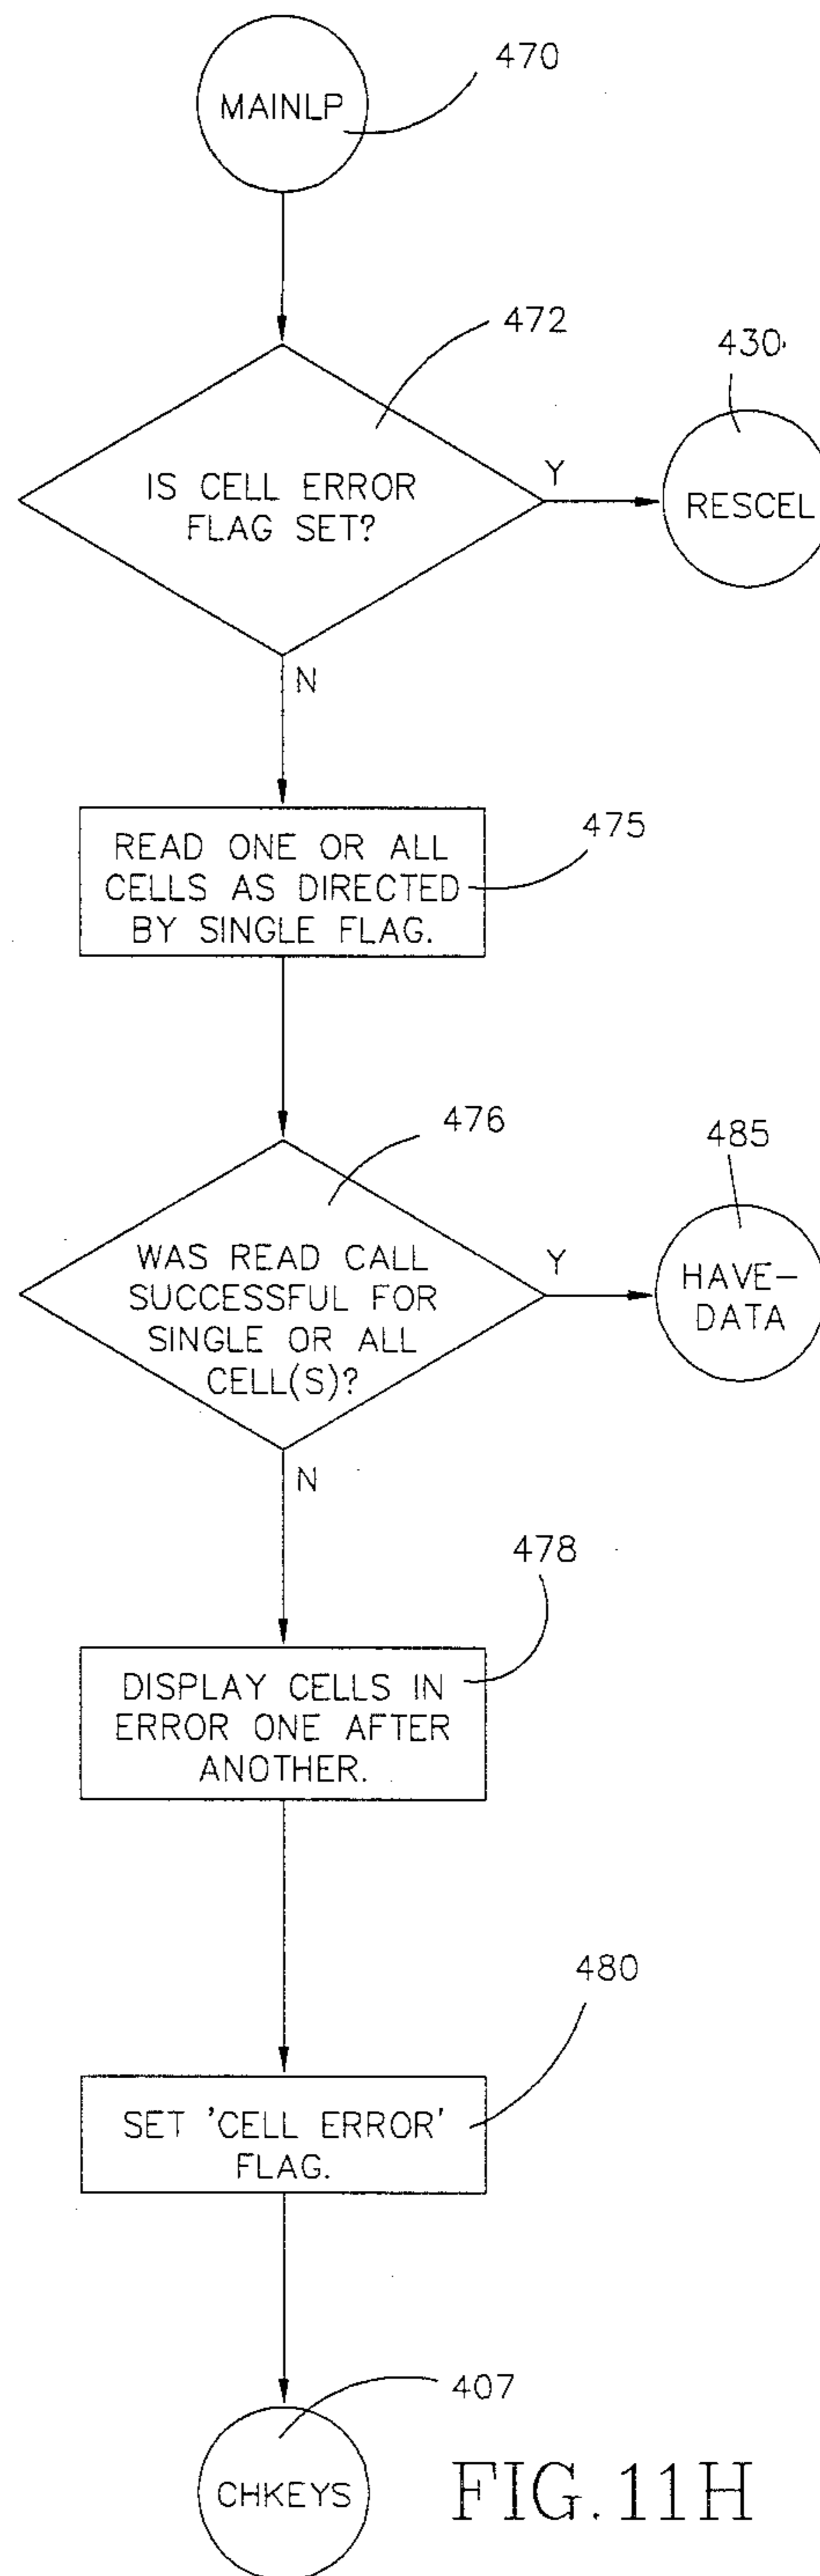 470
MAINLP
472
430
IS CELL ERROR
FLAG SET?
Y
RESCEL
N
475
READ ONE OR ALL
CELLS AS DIRECTED
BY SINGLE FLAG.
476
485
WAS READ CALL
SUCCESSFUL FOR
SINGLE OR ALL
CELL(S)?
Y
HAVE-
DATA
N
478
DISPLAY CELLS IN
ERROR ONE AFTER
ANOTHER.
480
SET 'CELL ERROR'
FLAG.
407
CHKEYS
FIG. 11H